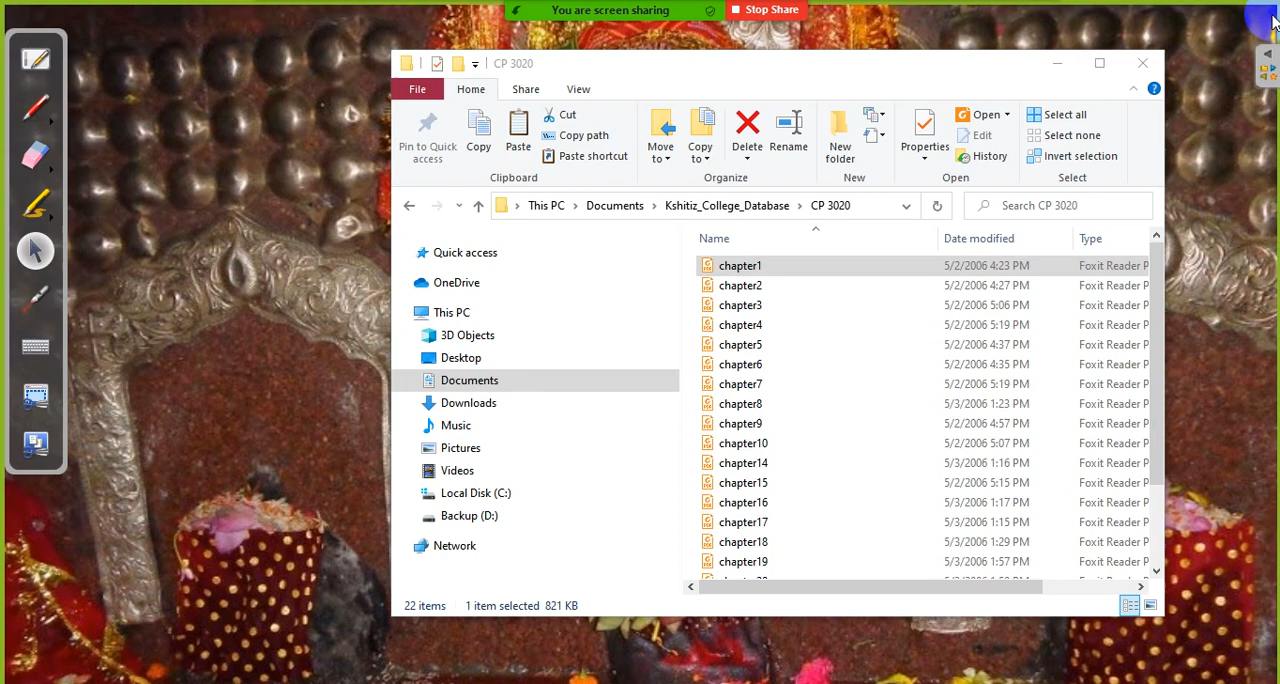 You are screen sharing
Stop Share
CP 3020
File Home Share View
Pin to Quick access
Copy
Paste
Cut
Copy path
Paste shortcut
Clipboard
Move to
Copy to
Delete
Rename
Organize
New folder
New
Properties
Open
Edit
History
Open
Select all
Select none
Invert selection
Select
This PC Documents Kshitiz_College_Database CP 3020
Search CP 3020
Quick access
OneDrive
This PC
3D Objects
Desktop
Documents
Downloads
Music
Pictures
Videos
Local Disk (C:)
Backup (D:)
Network
Name Date modified Type
chapter1 5/2/2006 4:23 PM Foxit Reader P
chapter2 5/2/2006 4:27 PM Foxit Reader P
chapter3 5/2/2006 5:06 PM Foxit Reader P
chapter4 5/2/2006 5:19 PM Foxit Reader P
chapter5 5/2/2006 4:37 PM Foxit Reader P
chapter6 5/2/2006 4:35 PM Foxit Reader P
chapter7 5/2/2006 5:19 PM Foxit Reader P
chapter8 5/3/2006 1:23 PM Foxit Reader P
chapter9 5/2/2006 4:57 PM Foxit Reader P
chapter10 5/2/2006 5:07 PM Foxit Reader P
chapter14 5/3/2006 1:16 PM Foxit Reader P
chapter15 5/2/2006 5:15 PM Foxit Reader P
chapter16 5/3/2006 1:17 PM Foxit Reader P
chapter17 5/3/2006 1:15 PM Foxit Reader P
chapter18 5/3/2006 1:29 PM Foxit Reader P
chapter19 5/3/2006 1:57 PM Foxit Reader P
22 items 1 item selected 821 KB